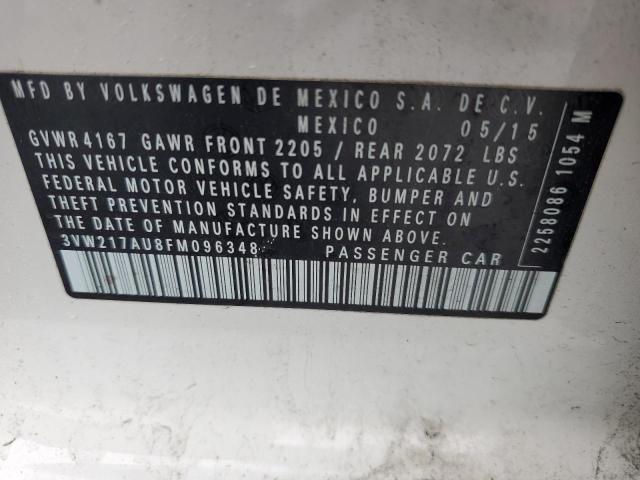 MFD BY VOLKSWAGEN DE MEXICO S.A. DE C.V.
MEXICO 05/15
GVWR 4167 GAWR FRONT 2205 / REAR 2072 LBS
THIS VEHICLE CONFORMS TO ALL APPLICABLE U.S.
FEDERAL MOTOR VEHICLE SAFETY, BUMPER AND
THEFT PREVENTION STANDARDS IN EFFECT ON
THE DATE OF MANUFACTURE SHOWN ABOVE.
3VW217AU8FM096348 PASSENGER CAR
2258086 1054 M